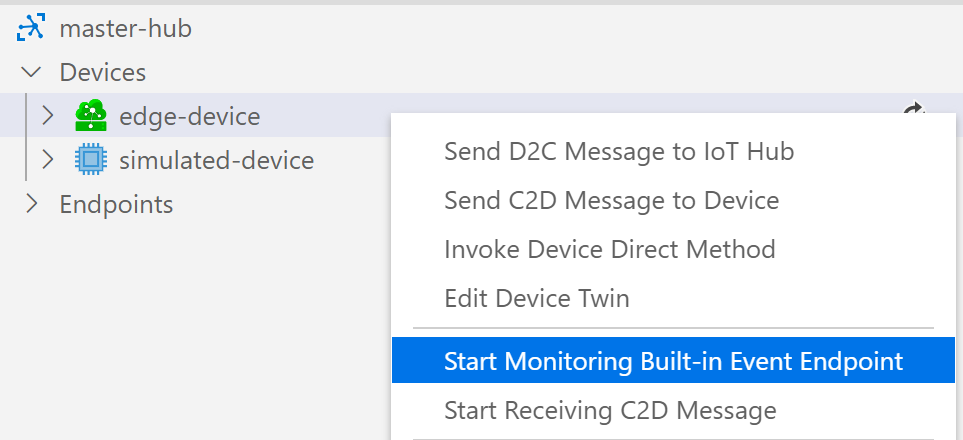 master-hub
Devices
edge-device
simulated-device
Endpoints
Send D2C Message to IoT Hub
Send C2D Message to Device
Invoke Device Direct Method
Edit Device Twin
Start Monitoring Built-in Event Endpoint
Start Receiving C2D Message